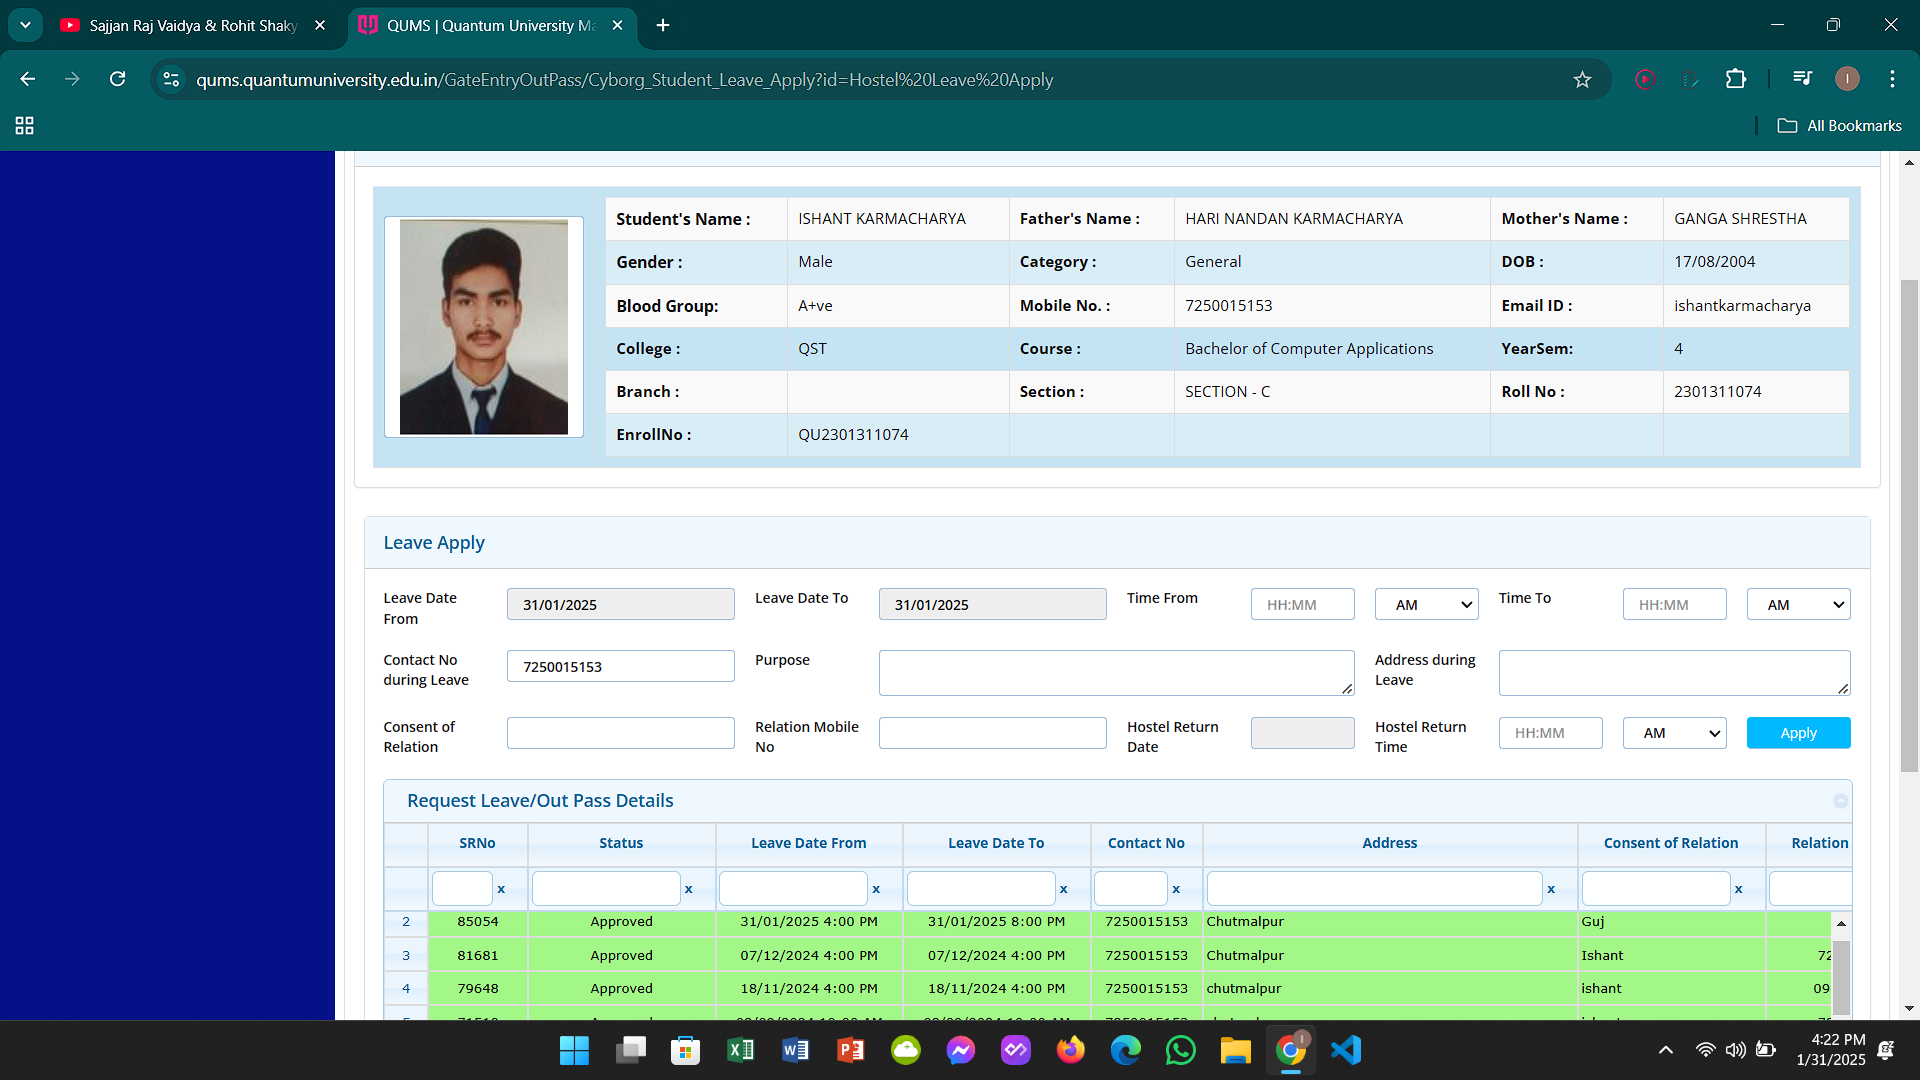 Sajjan Raj Vaidya & Rohit Shaky
QUMS | Quantum University Ma
qums.quantumuniversity.edu.in/GateEntryOutPass/Cyborg_Student_Leave_Apply?id=Hostel%20Leave%20Apply
All Bookmarks
Student's Name : ISHANT KARMACHARYA Father's Name : HARI NANDAN KARMACHARYA Mother's Name : GANGA SHRESTHA
Gender : Male Category : General DOB : 17/08/2004
Blood Group: A+ve Mobile No. : 7250015153 Email ID : ishantkarmacharya
College : QST Course : Bachelor of Computer Applications YearSem: 4
Branch : Section : SECTION - C Roll No : 2301311074
EnrollNo : QU2301311074
Leave Apply
Leave Date From 31/01/2025 Leave Date To 31/01/2025 Time From HH:MM AM Time To HH:MM AM
Contact No during Leave 7250015153 Purpose Address during Leave
Consent of Relation Relation Mobile No Hostel Return Date Hostel Return Time HH:MM AM Apply
Request Leave/Out Pass Details
SRNo Status Leave Date From Leave Date To Contact No Address Consent of Relation Relation
x x x x x x x
2 85054 Approved 31/01/2025 4:00 PM 31/01/2025 8:00 PM 7250015153 Chutmalpur Guj
3 81681 Approved 07/12/2024 4:00 PM 07/12/2024 4:00 PM 7250015153 Chutmalpur Ishant 72
4 79648 Approved 18/11/2024 4:00 PM 18/11/2024 4:00 PM 7250015153 chutmalpur ishant 09
4:22 PM
1/31/2025